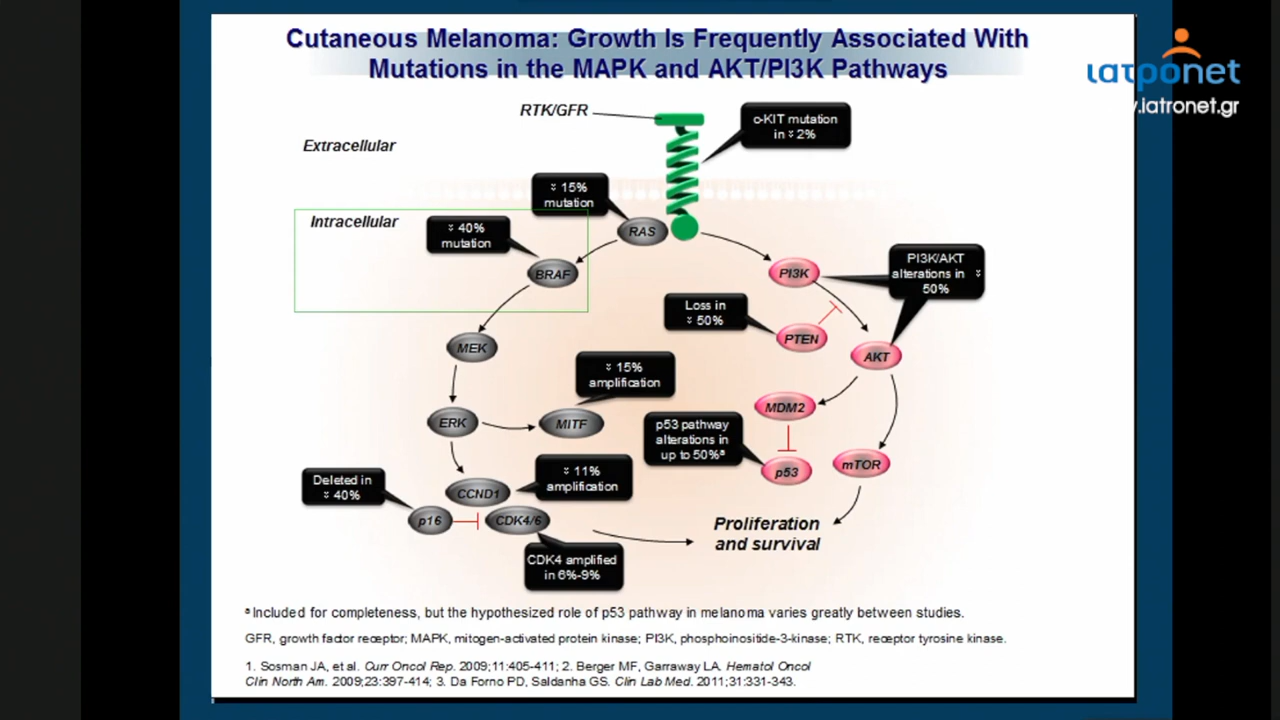 Cutaneous Melanoma: Growth Is Frequently Associated With
Mutations in the MAPK and AKT/PI3K Pathways
ιατρonet
.iatronet.gr
RTK/GFR
c-KIT mutation
in ≚ 2%
Extracellular
≚ 15%
mutation
Intracellular
≚ 40%
mutation
RAS
BRAF
PI3K
PI3K/AKT
alterations in ≚
50%
Loss in
≚ 50%
PTEN
MEK
AKT
≚ 15%
amplification
MDM2
ERK
MITF
p53 pathway
alterations in
up to 50%ᵃ
p53
mTOR
≚ 11%
amplification
Deleted in
≚ 40%
CCND1
p16
CDK4/6
Proliferation
and survival
CDK4 amplified
in 6%-9%
ᵃ Included for completeness, but the hypothesized role of p53 pathway in melanoma varies greatly between studies.
GFR, growth factor receptor; MAPK, mitogen-activated protein kinase; PI3K, phosphoinositide-3-kinase; RTK, receptor tyrosine kinase.
1. Sosman JA, et al. Curr Oncol Rep. 2009;11:405-411; 2. Berger MF, Garraway LA. Hematol Oncol
Clin North Am. 2009;23:397-414; 3. Da Forno PD, Saldanha GS. Clin Lab Med. 2011;31:331-343.